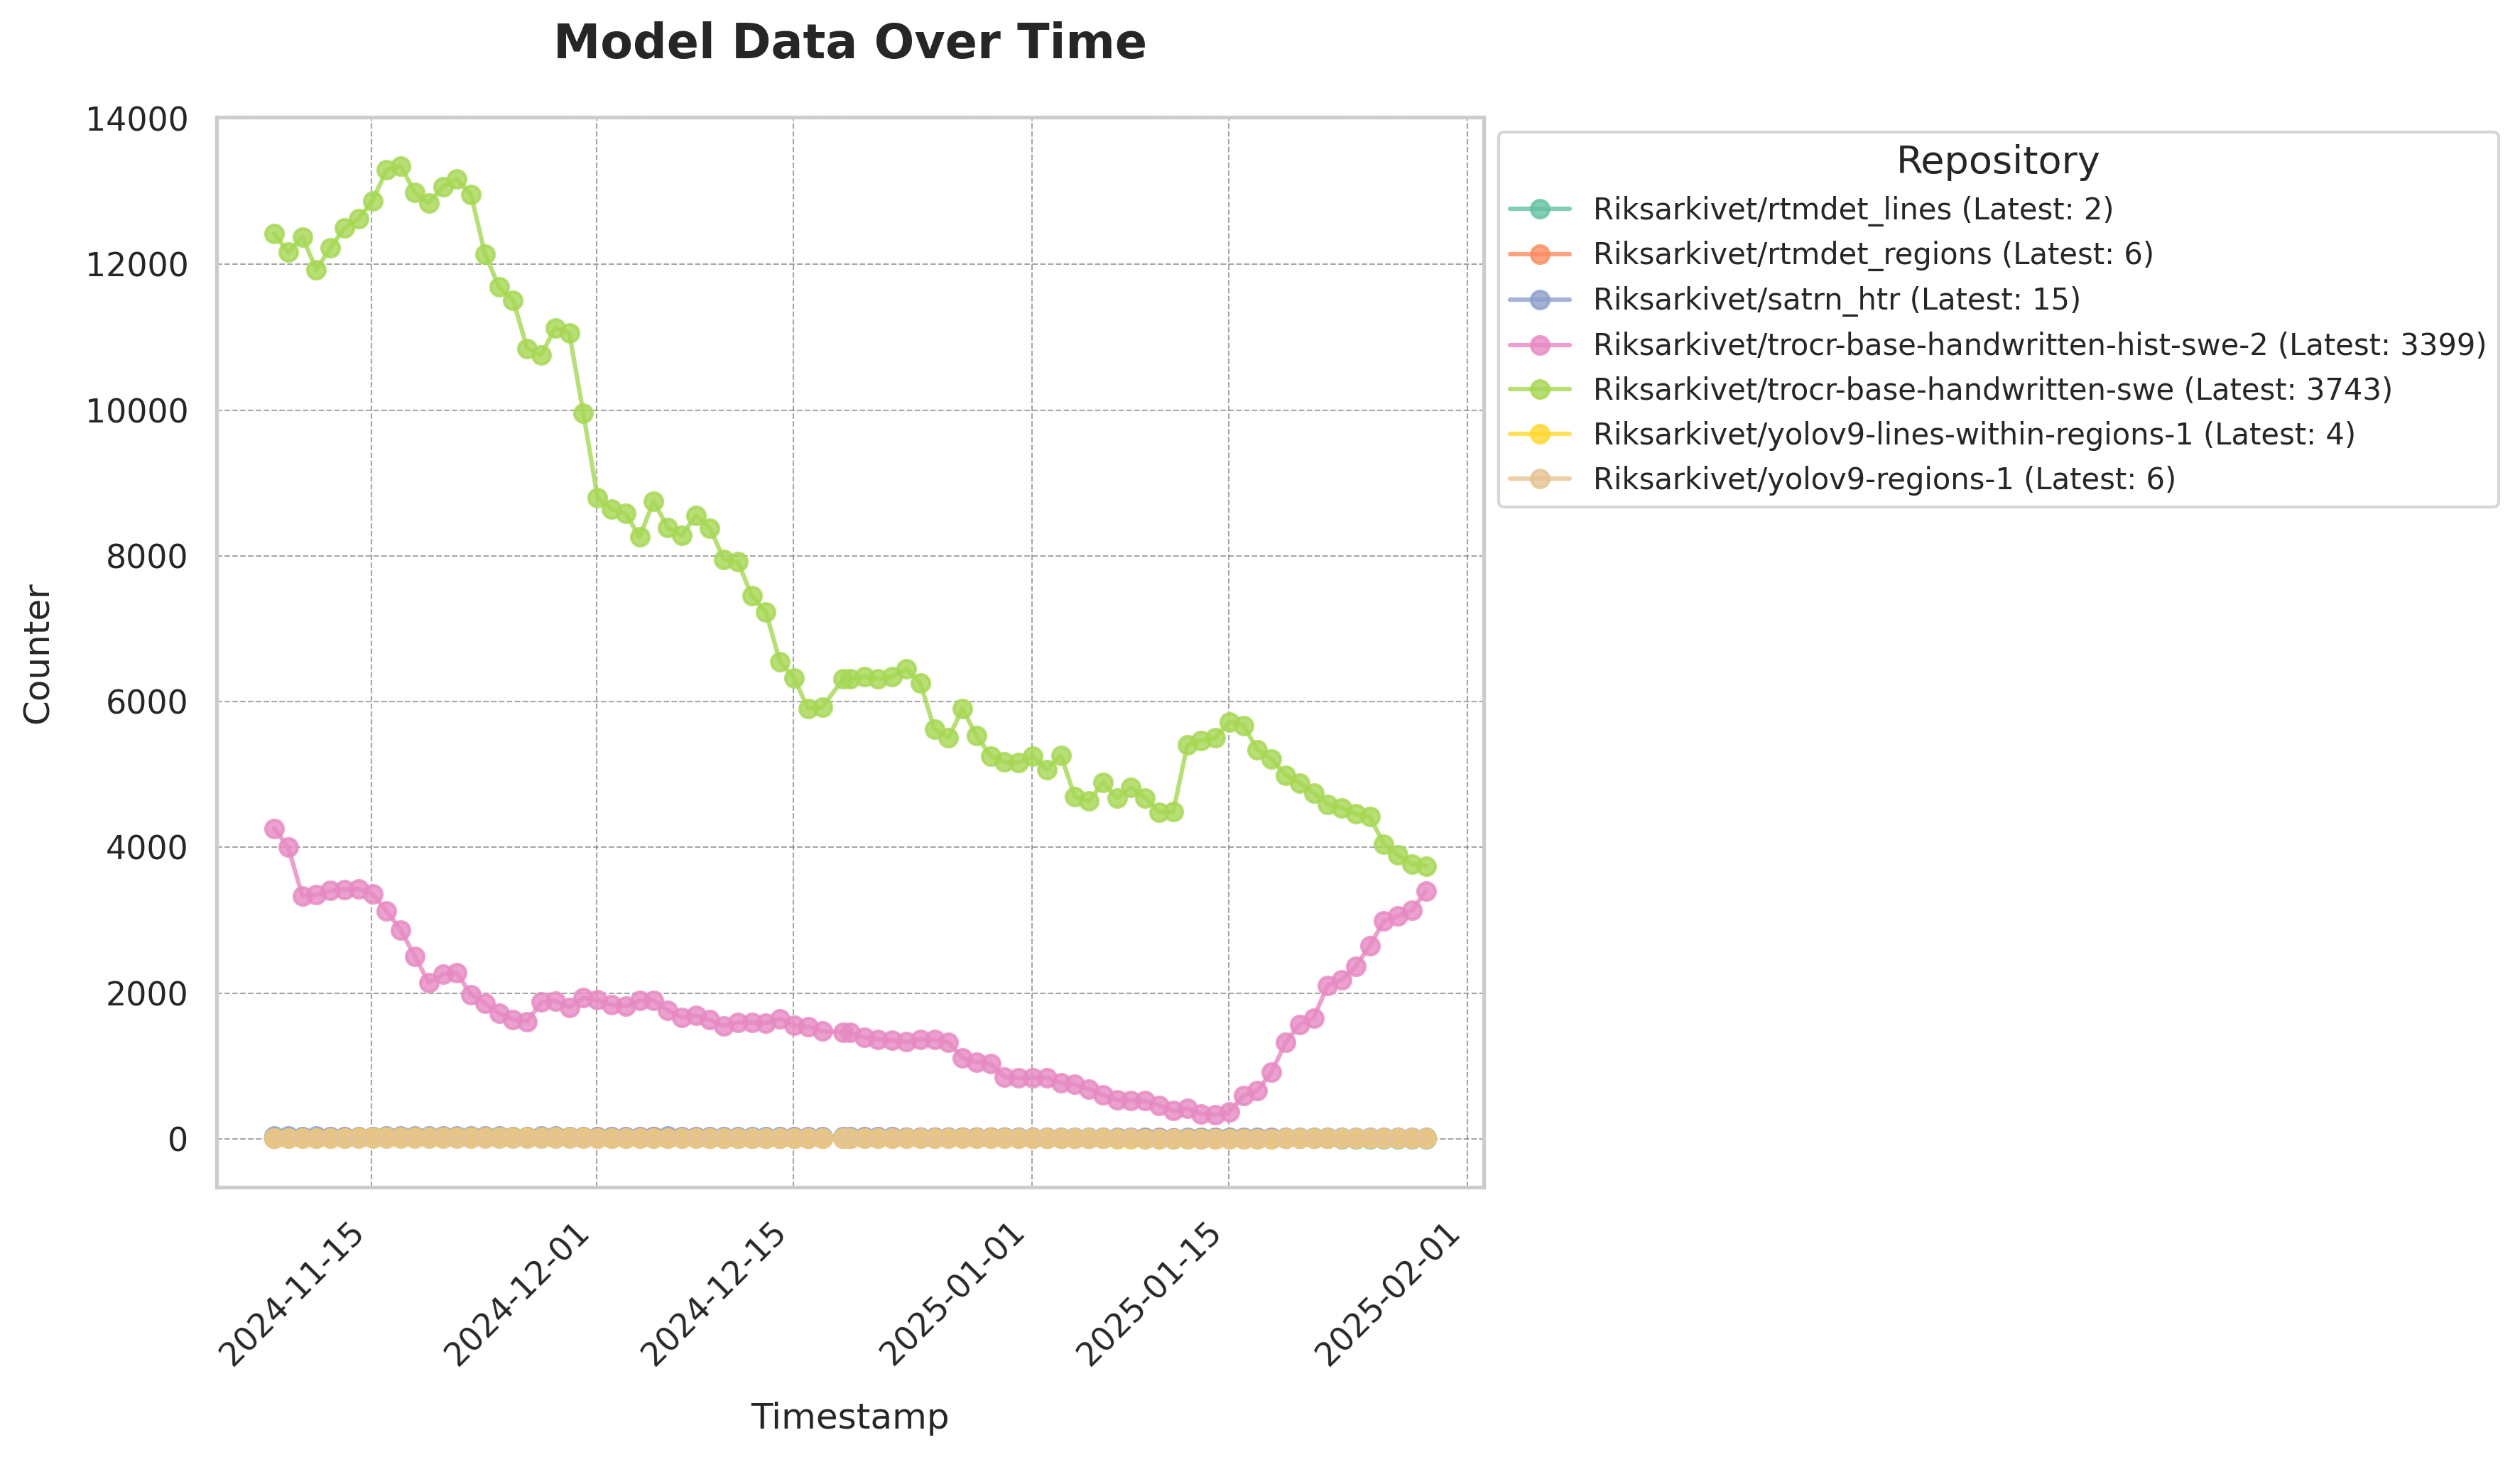 Model Data Over Time
14000
12000
10000
8000
6000
4000
2000
0
Counter
2024-11-15
2024-12-01
2024-12-15
2025-01-01
2025-01-15
2025-02-01
Timestamp
Repository
Riksarkivet/rtmdet_lines (Latest: 2)
Riksarkivet/rtmdet_regions (Latest: 6)
Riksarkivet/satrn_htr (Latest: 15)
Riksarkivet/trocr-base-handwritten-hist-swe-2 (Latest: 3399)
Riksarkivet/trocr-base-handwritten-swe (Latest: 3743)
Riksarkivet/yolov9-lines-within-regions-1 (Latest: 4)
Riksarkivet/yolov9-regions-1 (Latest: 6)